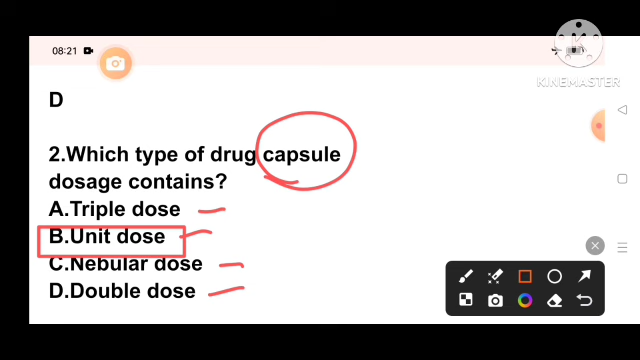 08:21
KINEMASTER
D
2.Which type of drug capsule
dosage contains?
A.Triple dose
B.Unit dose
C.Nebular dose
D.Double dose